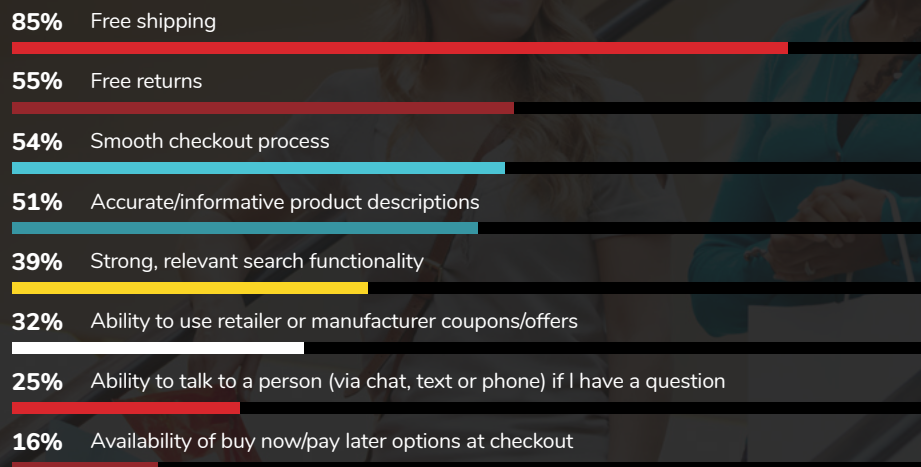 85% Free shipping
55% Free returns
54% Smooth checkout process
51% Accurate/informative product descriptions
39% Strong, relevant search functionality
32% Ability to use retailer or manufacturer coupons/offers
25% Ability to talk to a person (via chat, text or phone) if I have a question
16% Availability of buy now/pay later options at checkout